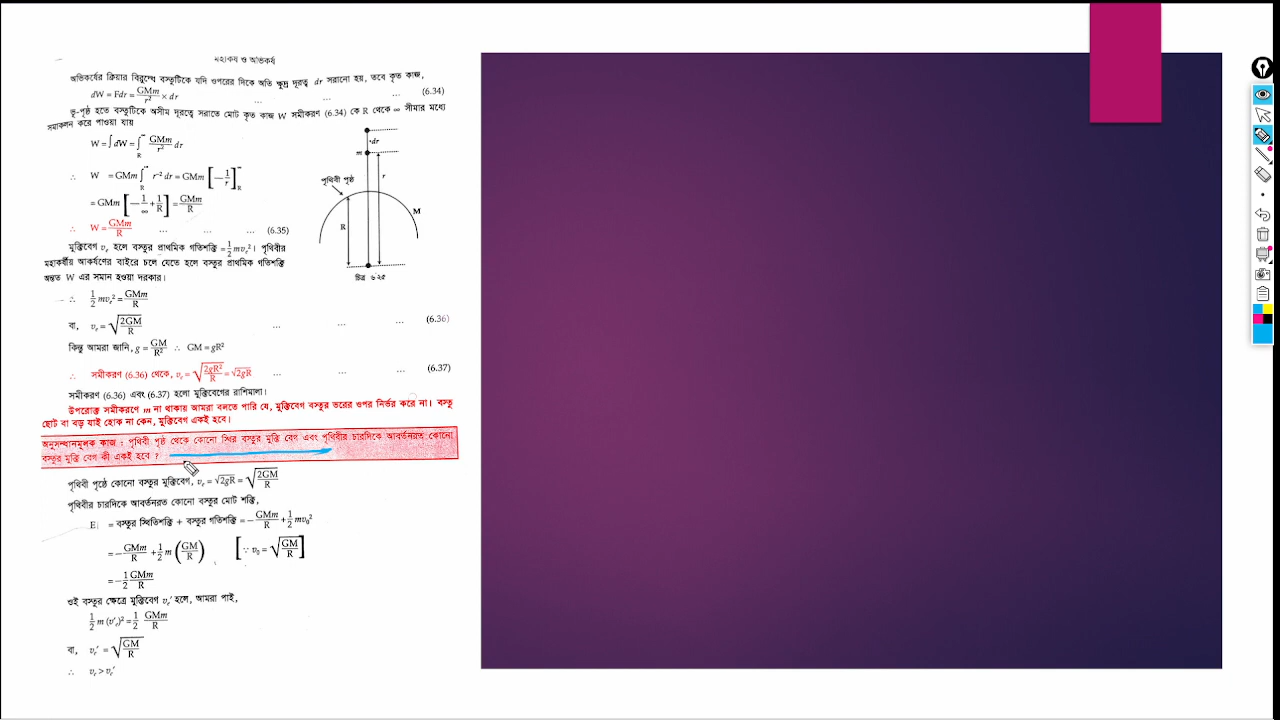 মহাকর্ষ ও অভিকর্ষ
অভিকর্ষের ক্রিয়ার বিরুদ্ধে বস্তুটিকে যদি ওপরের দিকে অতি ক্ষুদ্র দূরত্ব dr সরানো হয়, তবে কৃত কাজ,
dW = Fdr = GMm/r² × dr ... ... ... (6.34)
ভূ-পৃষ্ঠ হতে বস্তুটিকে অসীম দূরত্বে সরাতে মোট কৃত কাজ W সমীকরণ (6.34) কে R থেকে ∞ সীমার মধ্যে
সমাকলন করে পাওয়া যায়
W = ∫ dW = ∫_R^∞ GMm/r² dr
∴ W = GMm ∫_R^∞ r⁻² dr = GMm [−1/r]_R^∞
= GMm [−1/∞ + 1/R] = GMm/R
∴ W = GMm/R ... ... ... (6.35)
dr
m
r
পৃথিবী পৃষ্ঠ
M
R
চিত্র ৬.২৫
মুক্তিবেগ vₑ হলে বস্তুর প্রাথমিক গতিশক্তি = 1/2 mvₑ²। পৃথিবীর
মহাকর্ষীয় আকর্ষণের বাইরে চলে যেতে হলে বস্তুর প্রাথমিক গতিশক্তি
অন্তত W এর সমান হওয়া দরকার।
∴ 1/2 mvₑ² = GMm/R
বা, vₑ = √(2GM/R) ... ... ... (6.36)
কিন্তু আমরা জানি, g = GM/R² ∴ GM = gR²
∴ সমীকরণ (6.36) থেকে, vₑ = √(2gR²/R) = √2gR ... ... ... (6.37)
সমীকরণ (6.36) এবং (6.37) হলো মুক্তিবেগের রাশিমালা।
উপরোক্ত সমীকরণে m না থাকায় আমরা বলতে পারি যে, মুক্তিবেগ বস্তুর ভরের ওপর নির্ভর করে না। বস্তু
ছোট বা বড় যাই হোক না কেন, মুক্তিবেগ একই হবে।
অনুসন্ধানমূলক কাজ : পৃথিবী পৃষ্ঠ থেকে কোনো স্থির বস্তুর মুক্তি বেগ এবং পৃথিবীর চারদিকে আবর্তনরত কোনো
বস্তুর মুক্তি বেগ কী একই হবে ?
পৃথিবী পৃষ্ঠে কোনো বস্তুর মুক্তিবেগ, vₑ = √2gR = √(2GM/R)
পৃথিবীর চারদিকে আবর্তনরত কোনো বস্তুর মোট শক্তি,
E = বস্তুর স্থিতিশক্তি + বস্তুর গতিশক্তি = −GMm/R + 1/2 mv₀²
= −GMm/R + 1/2 m (GM/R) [∵ v₀ = √(GM/R)]
= −1/2 GMm/R
ওই বস্তুর ক্ষেত্রে মুক্তিবেগ vₑ′ হলে, আমরা পাই,
1/2 m (v′ₑ)² = 1/2 GMm/R
বা, vₑ′ = √(GM/R)
∴ vₑ > vₑ′